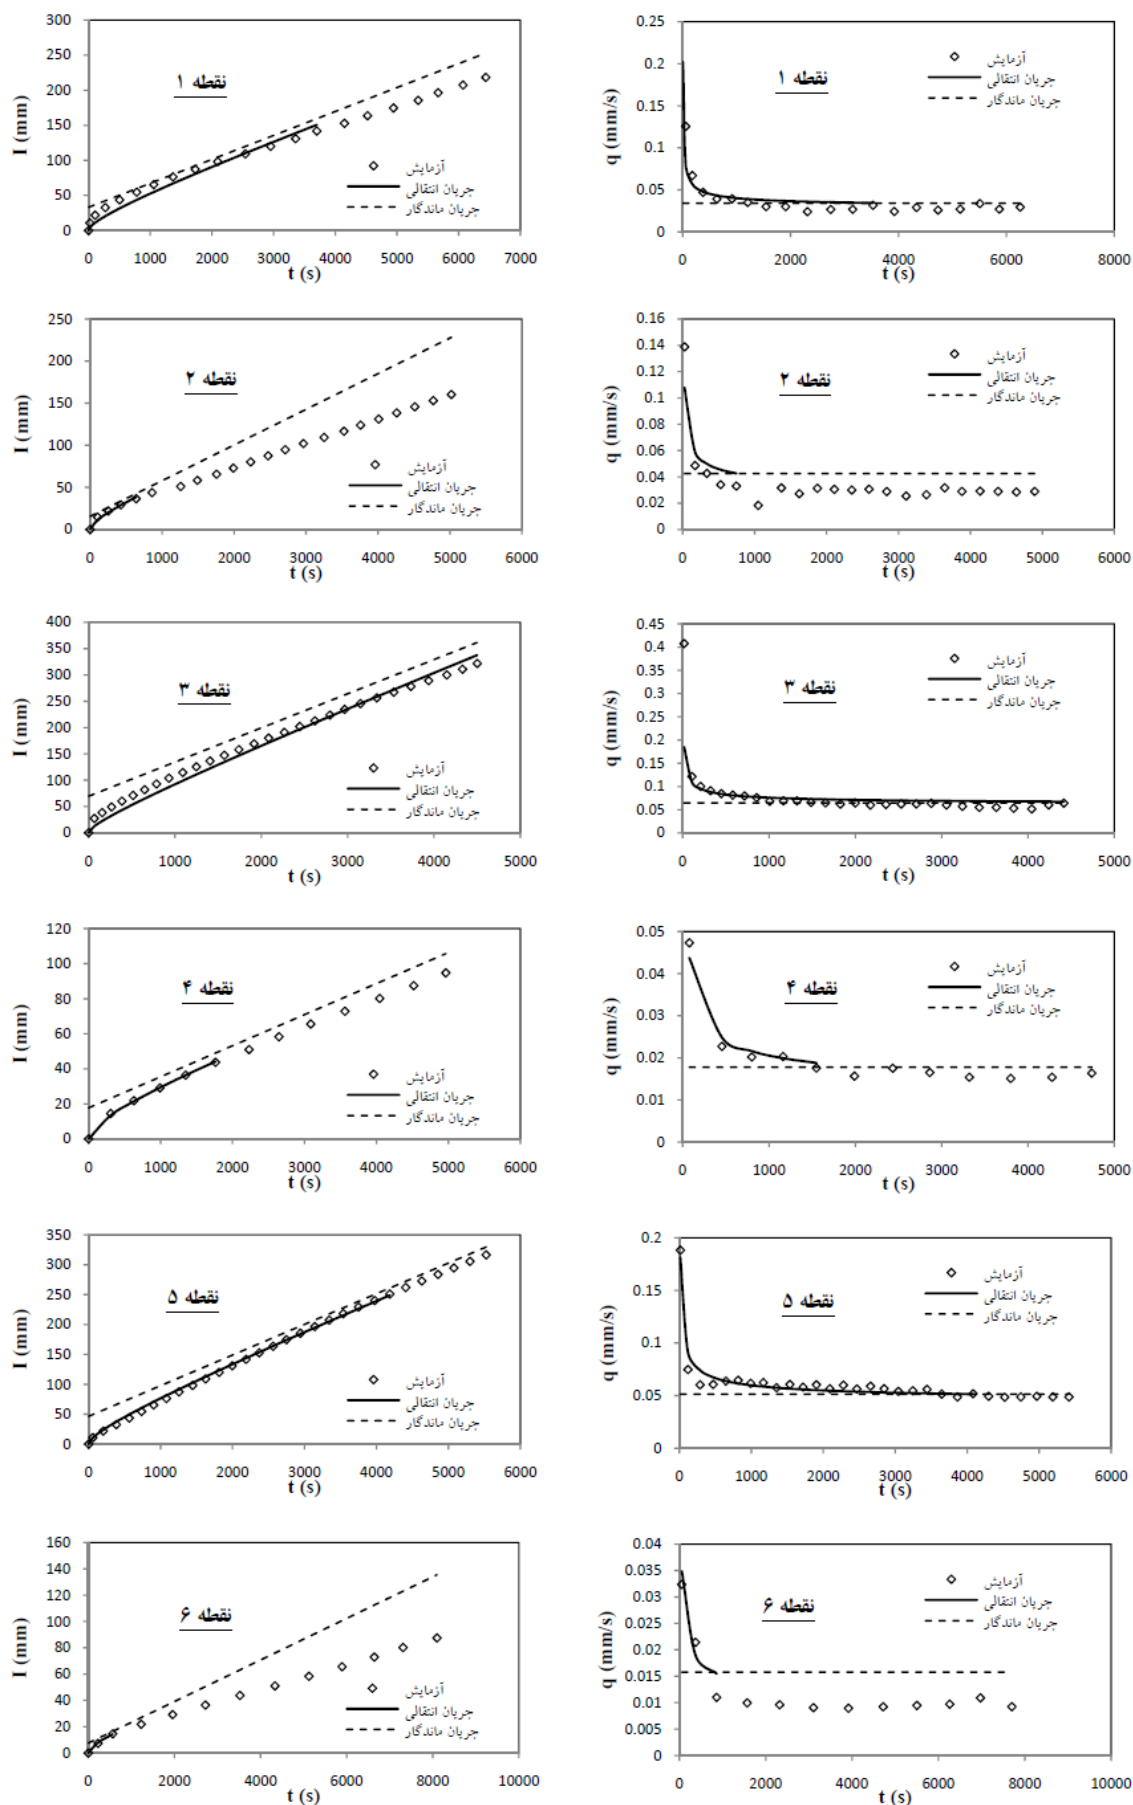 300
250
200
150
100
50
0
I (mm)
نقطه ۱
آزمایش
جریان انتقالی
جریان ماندگار
0 1000 2000 3000 4000 5000 6000 7000
t (s)
0.25
0.2
0.15
0.1
0.05
0
q (mm/s)
نقطه ۱
آزمایش
جریان انتقالی
جریان ماندگار
0 2000 4000 6000 8000
t (s)
250
200
150
100
50
0
I (mm)
نقطه ۲
آزمایش
جریان انتقالی
جریان ماندگار
0 1000 2000 3000 4000 5000 6000
t (s)
0.16
0.14
0.12
0.1
0.08
0.06
0.04
0.02
0
q (mm/s)
نقطه ۲
آزمایش
جریان انتقالی
جریان ماندگار
0 1000 2000 3000 4000 5000 6000
t (s)
400
350
300
250
200
150
100
50
0
I (mm)
نقطه ۳
آزمایش
جریان انتقالی
جریان ماندگار
0 1000 2000 3000 4000 5000
t (s)
0.45
0.4
0.35
0.3
0.25
0.2
0.15
0.1
0.05
0
q (mm/s)
نقطه ۳
آزمایش
جریان انتقالی
جریان ماندگار
0 1000 2000 3000 4000 5000
t (s)
120
100
80
60
40
20
0
I (mm)
نقطه ۴
آزمایش
جریان انتقالی
جریان ماندگار
0 1000 2000 3000 4000 5000 6000
t (s)
0.05
0.04
0.03
0.02
0.01
0
q (mm/s)
نقطه ۴
آزمایش
جریان انتقالی
جریان ماندگار
0 1000 2000 3000 4000 5000
t (s)
350
300
250
200
150
100
50
0
I (mm)
نقطه ۵
آزمایش
جریان انتقالی
جریان ماندگار
0 1000 2000 3000 4000 5000 6000
t (s)
0.2
0.15
0.1
0.05
0
q (mm/s)
نقطه ۵
آزمایش
جریان انتقالی
جریان ماندگار
0 1000 2000 3000 4000 5000 6000
t (s)
160
140
120
100
80
60
40
20
0
I (mm)
نقطه ۶
آزمایش
جریان انتقالی
جریان ماندگار
0 2000 4000 6000 8000 10000
t (s)
0.04
0.035
0.03
0.025
0.02
0.015
0.01
0.005
0
q (mm/s)
نقطه ۶
آزمایش
جریان انتقالی
جریان ماندگار
0 2000 4000 6000 8000 10000
t (s)